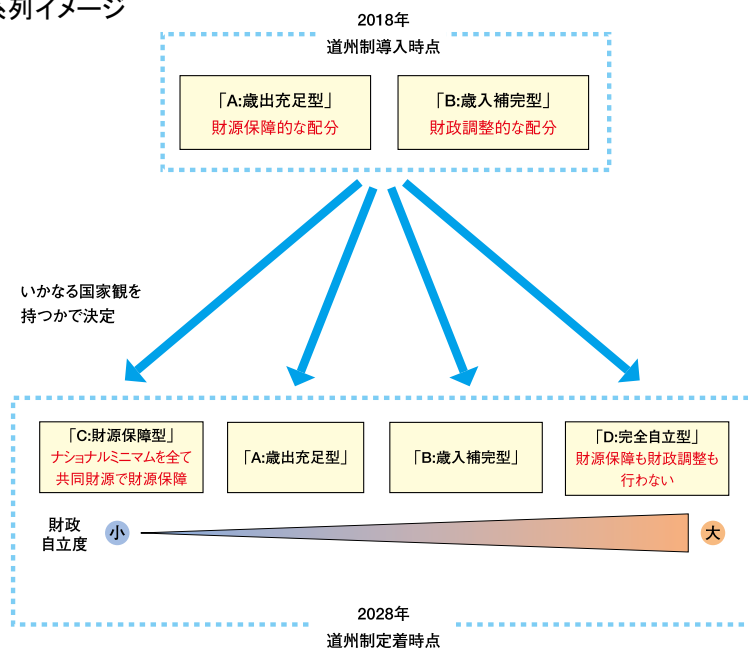 系列イメージ
2018年
道州制導入時点
「A:歳出充足型」
財源保障的な配分
「B:歳入補完型」
財政調整的な配分
いかなる国家観を
持つかで決定
「C:財源保障型」
ナショナルミニマムを全て
共同財源で財源保障
「A:歳出充足型」
「B:歳入補完型」
「D:完全自立型」
財源保障も財政調整も
行わない
財政
自立度
小
大
2028年
道州制定着時点